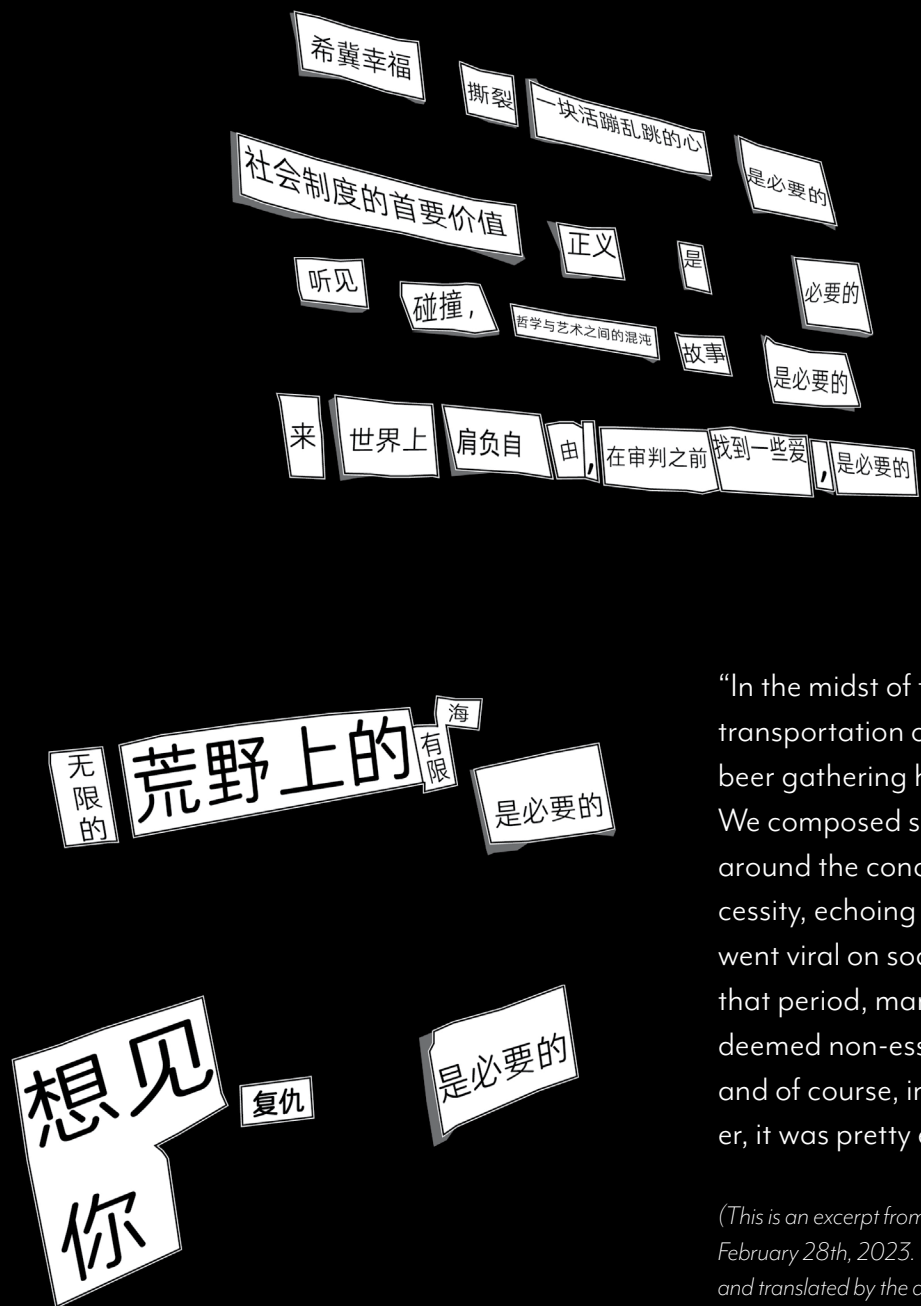 希冀幸福 撕裂 一块活蹦乱跳的心 是必要的
社会制度的首要价值 正义 是 必要的
听见 碰撞， 哲学与艺术之间的混沌 故事 是必要的
来 世界上 肩负自 由 , 在审判之前 找到一些爱 , 是必要的
无限的 荒野上的 有限 海 是必要的
想见你 复仇 是必要的
“In the midst of
transportation
beer gathering
We composed s
around the conc
cessity, echoing
went viral on soc
that period, mar
deemed non-ess
and of course, i
er, it was pretty
(This is an excerpt from
February 28th, 2023.
and translated by the